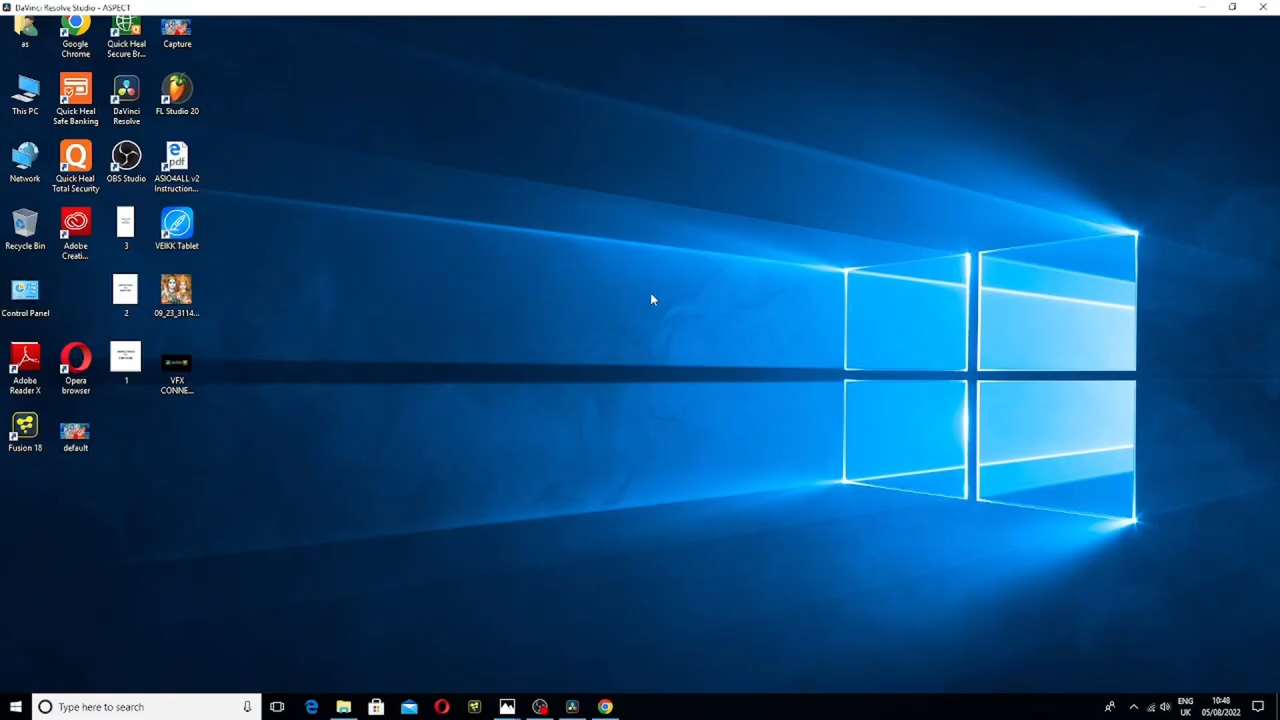 DaVinci Resolve Studio - ASPECT
as
Google
Chrome
Quick Heal
Secure Br...
Capture
This PC
Quick Heal
Safe Banking
DaVinci
Resolve
FL Studio 20
Network
Quick Heal
Total Security
OBS Studio
pdf
ASIO4ALL v2
Instruction...
Recycle Bin
Adobe
Creati...
3
VEIKK Tablet
Control Panel
2
09_23_3114...
Adobe
Reader X
Opera
browser
1
VFX
CONNE...
Fusion 18
default
Type here to search
ENG
UK
10:48
05/08/2022